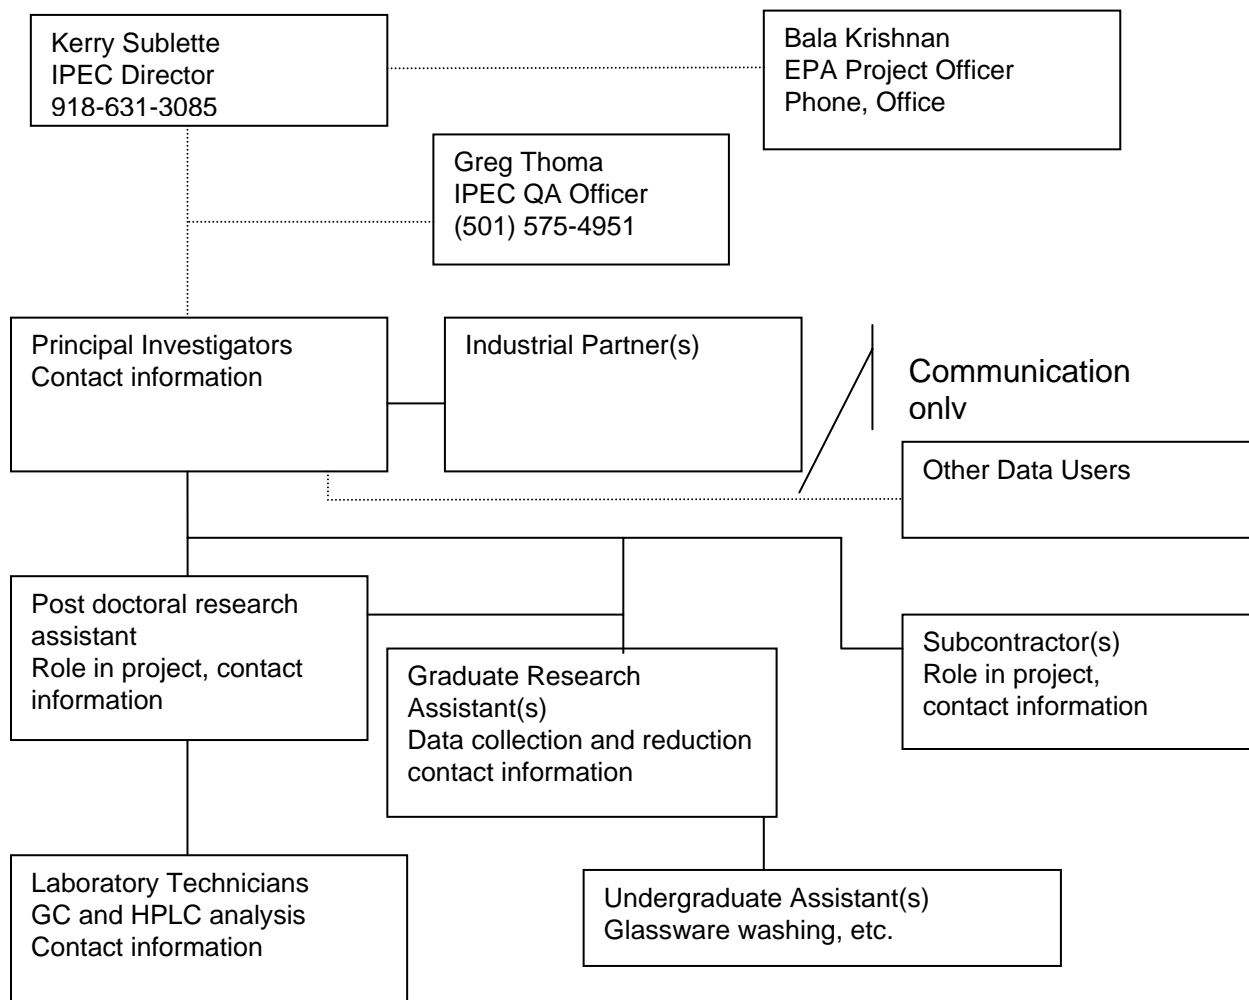 Kerry Sublette
IPEC Director
918-631-3085
Bala Krishnan
EPA Project Officer
Phone, Office
Greg Thoma
IPEC QA Officer
(501) 575-4951
Principal Investigators
Contact information
Industrial Partner(s)
Communication
only
Other Data Users
Post doctoral research
assistant
Role in project, contact
information
Graduate Research
Assistant(s)
Data collection and reduction
contact information
Subcontractor(s)
Role in project,
contact information
Laboratory Technicians
GC and HPLC analysis
Contact information
Undergraduate Assistant(s)
Glassware washing, etc.